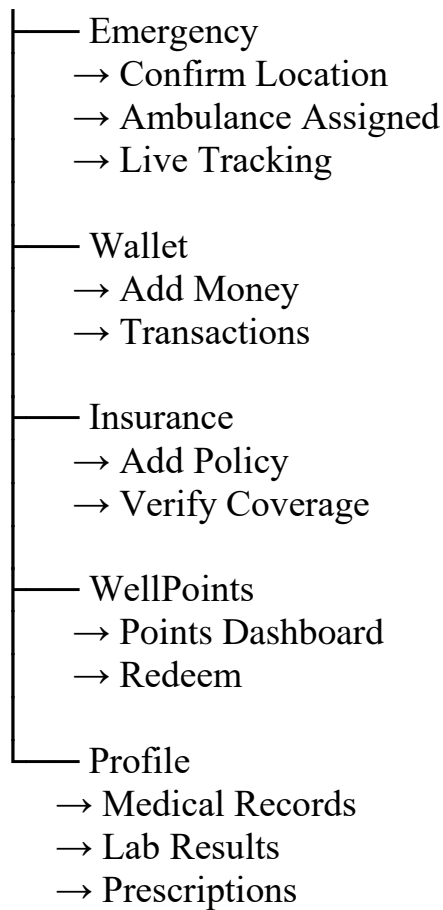 Emergency
→ Confirm Location
→ Ambulance Assigned
→ Live Tracking
Wallet
→ Add Money
→ Transactions
Insurance
→ Add Policy
→ Verify Coverage
WellPoints
→ Points Dashboard
→ Redeem
Profile
→ Medical Records
→ Lab Results
→ Prescriptions